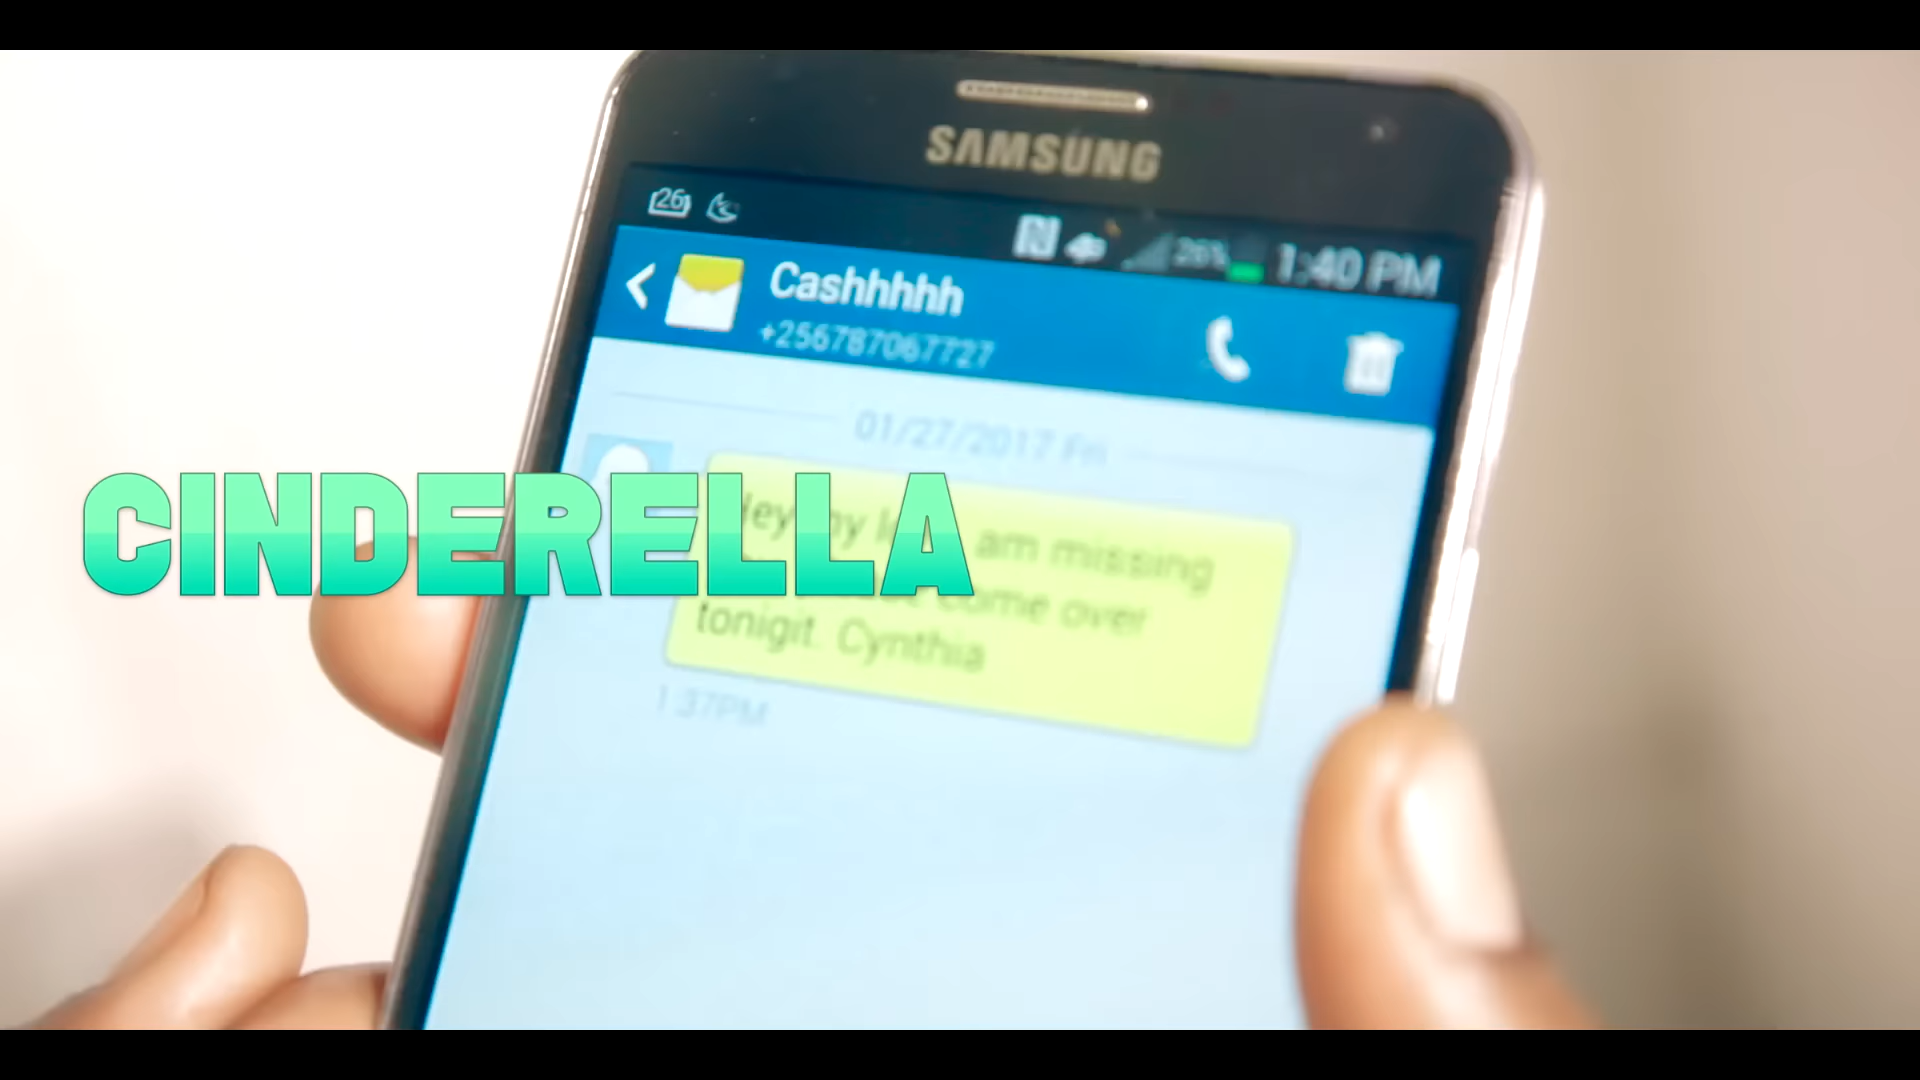 SAMSUNG
26
26% 1:40 PM
Cashhhhh
+256787067727
01/27/2017 Fri
CINDERELLA
am missing
come over
tonigit. Cynthia
1:37PM